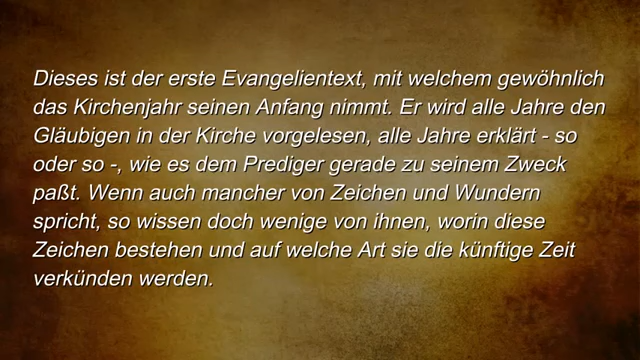 Dieses ist der erste Evangelientext, mit welchem gewöhnlich
das Kirchenjahr seinen Anfang nimmt. Er wird alle Jahre den
Gläubigen in der Kirche vorgelesen, alle Jahre erklärt - so
oder so -, wie es dem Prediger gerade zu seinem Zweck
paßt. Wenn auch mancher von Zeichen und Wundern
spricht, so wissen doch wenige von ihnen, worin diese
Zeichen bestehen und auf welche Art sie die künftige Zeit
verkünden werden.